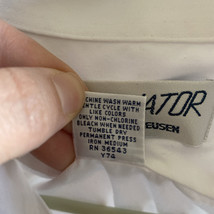 CHINE WASH WARM
GENTLE CYCLE WITH
LIKE COLORS
ONLY NON-CHLORINE
BLEACH WHEN NEEDED
TUMBLE DRY
PERMANENT PRESS
IRON MEDIUM
RN 36543
Y74
ATOR
EUSEN